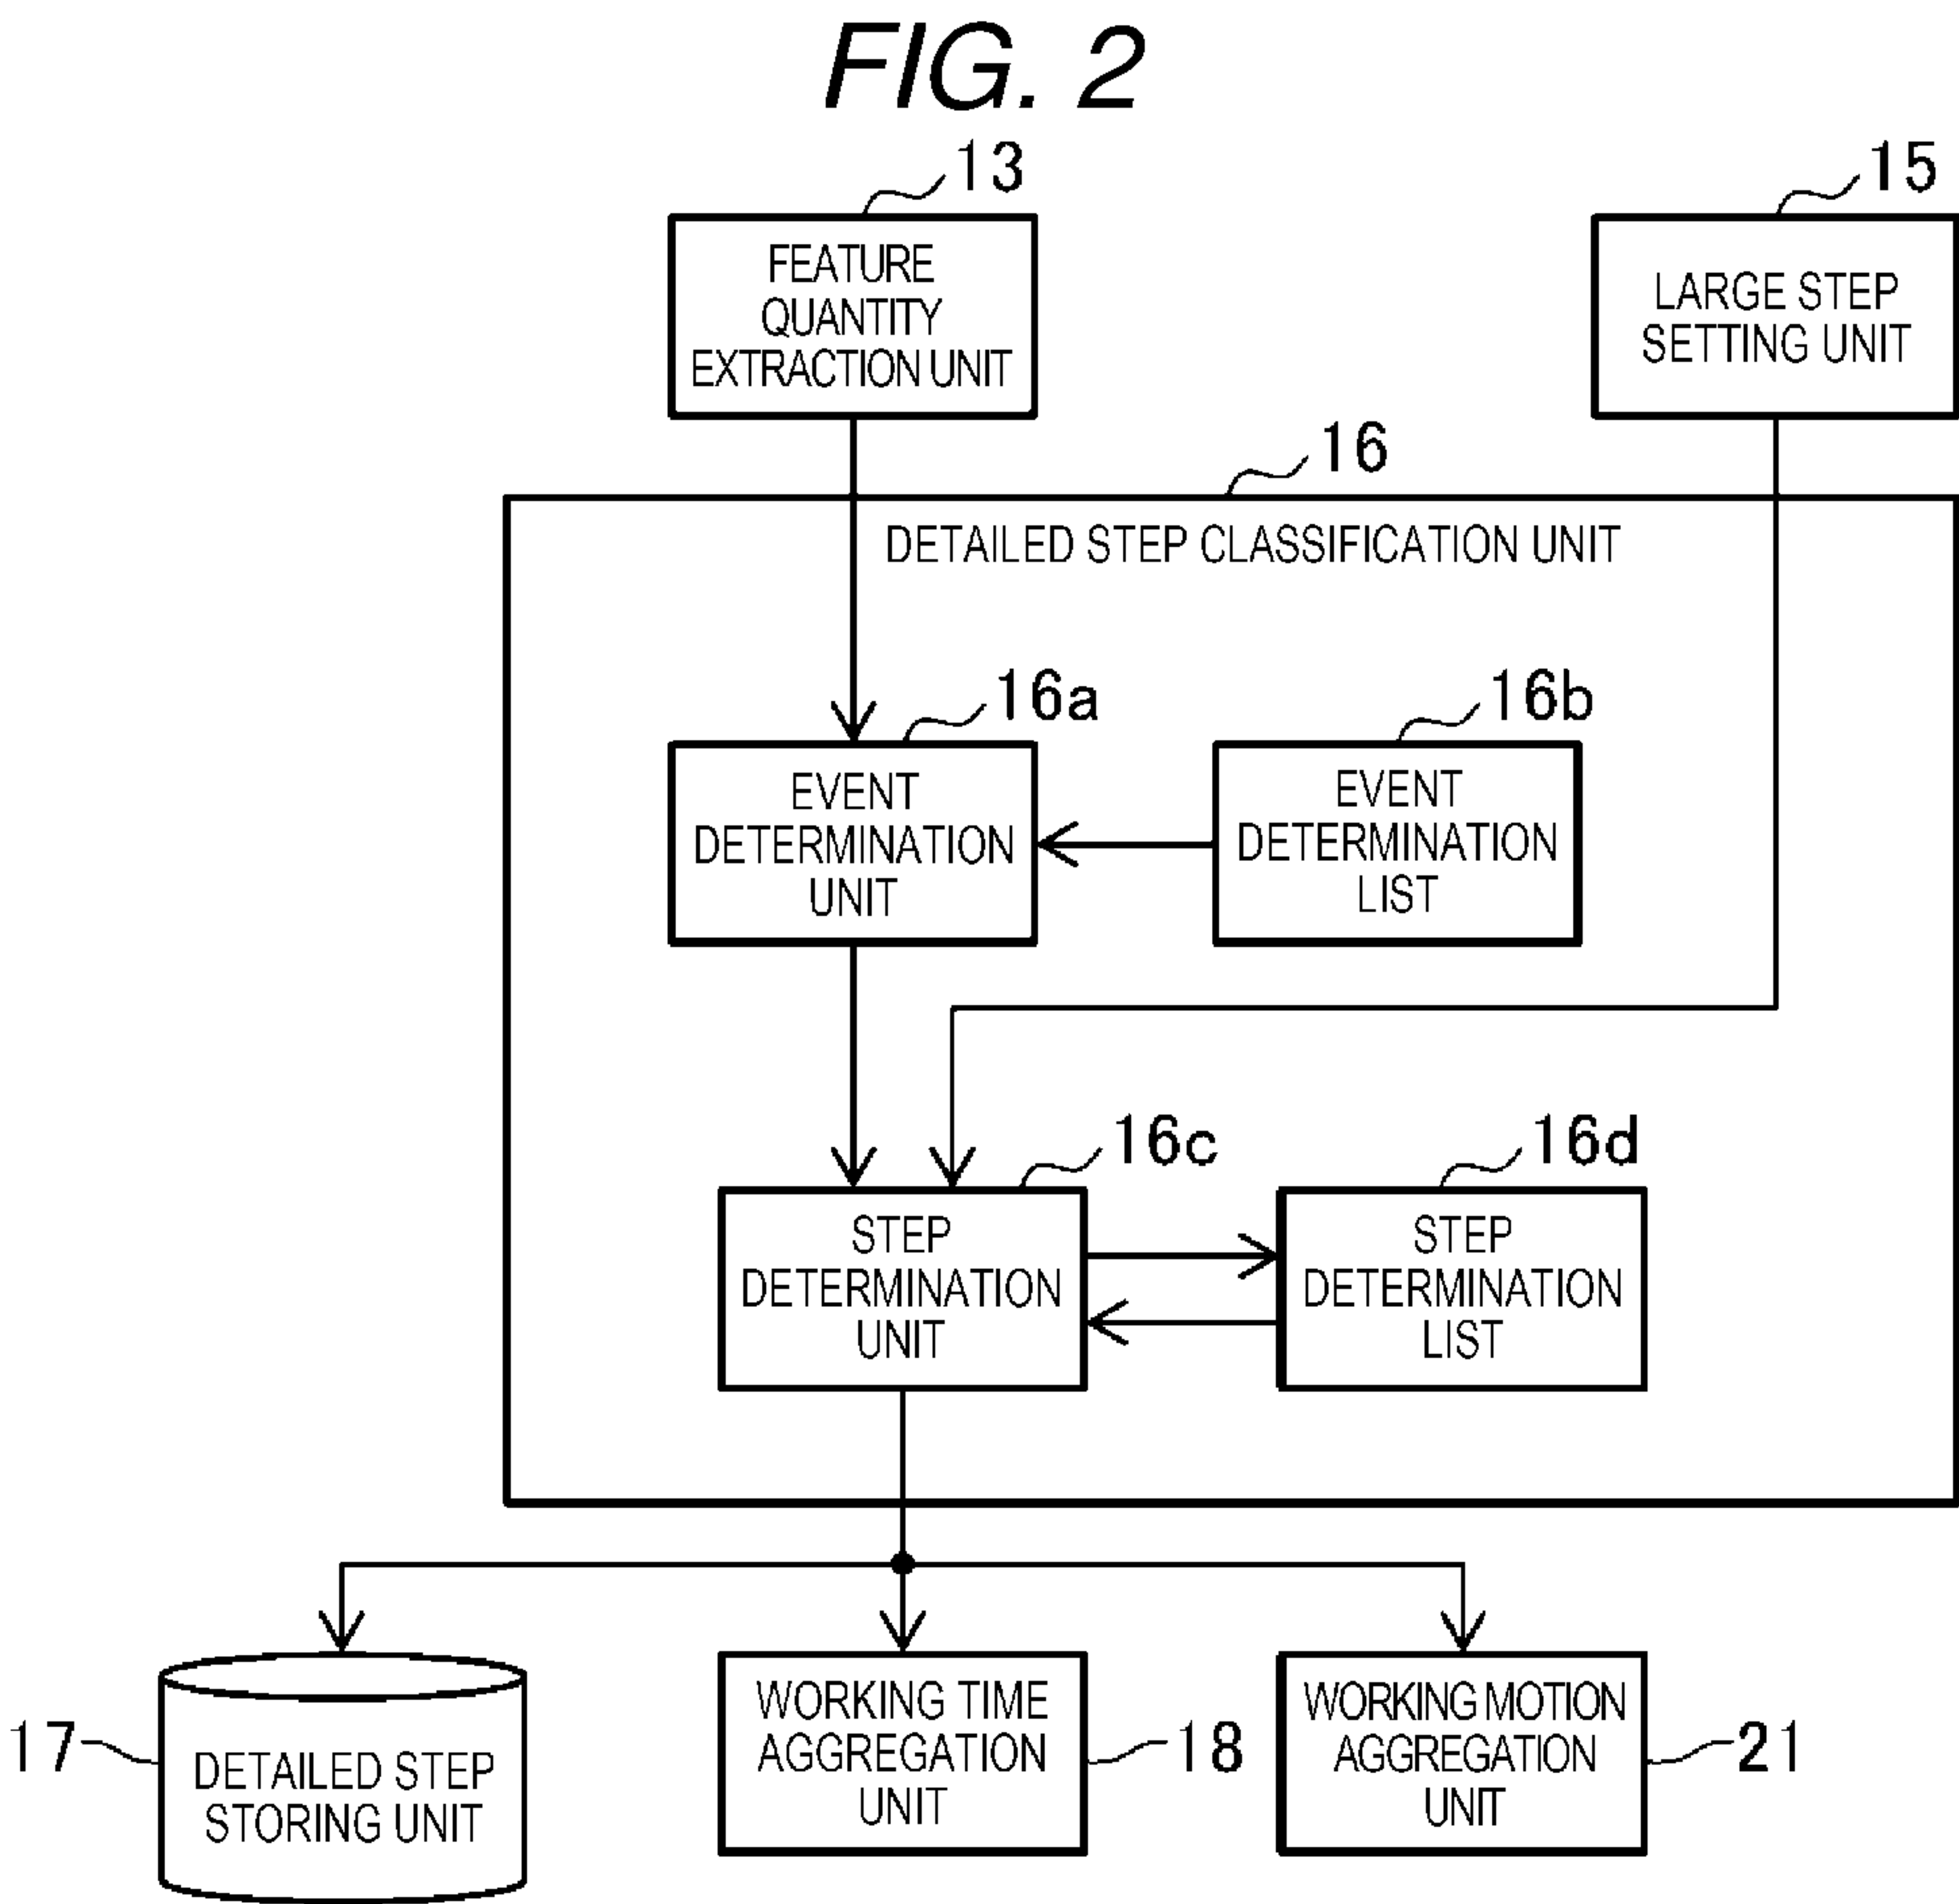 FIG. 2
13
15
FEATURE
QUANTITY
EXTRACTION UNIT
LARGE STEP
SETTING UNIT
16
DETAILED STEP CLASSIFICATION UNIT
16a
16b
EVENT
DETERMINATION
UNIT
EVENT
DETERMINATION
LIST
16c
16d
STEP
DETERMINATION
UNIT
STEP
DETERMINATION
LIST
17
DETAILED STEP
STORING UNIT
WORKING TIME
AGGREGATION
UNIT
18
WORKING MOTION
AGGREGATION
UNIT
21